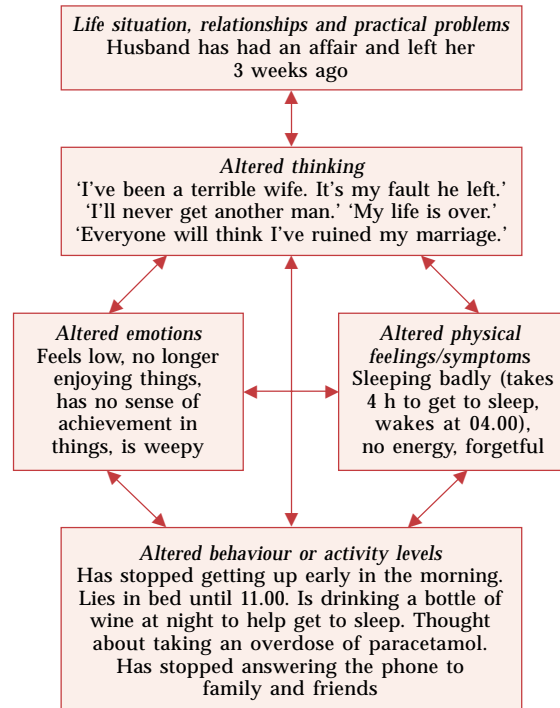 Life situation, relationships and practical problems
Husband has had an affair and left her
3 weeks ago
Altered thinking
‘I’ve been a terrible wife. It’s my fault he left.’
‘I’ll never get another man.’ ‘My life is over.’
‘Everyone will think I’ve ruined my marriage.’
Altered emotions
Feels low, no longer
enjoying things,
has no sense of
achievement in
things, is weepy
Altered physical
feelings/symptoms
Sleeping badly (takes
4 h to get to sleep,
wakes at 04.00),
no energy, forgetful
Altered behaviour or activity levels
Has stopped getting up early in the morning.
Lies in bed until 11.00. Is drinking a bottle of
wine at night to help get to sleep. Thought
about taking an overdose of paracetamol.
Has stopped answering the phone to
family and friends